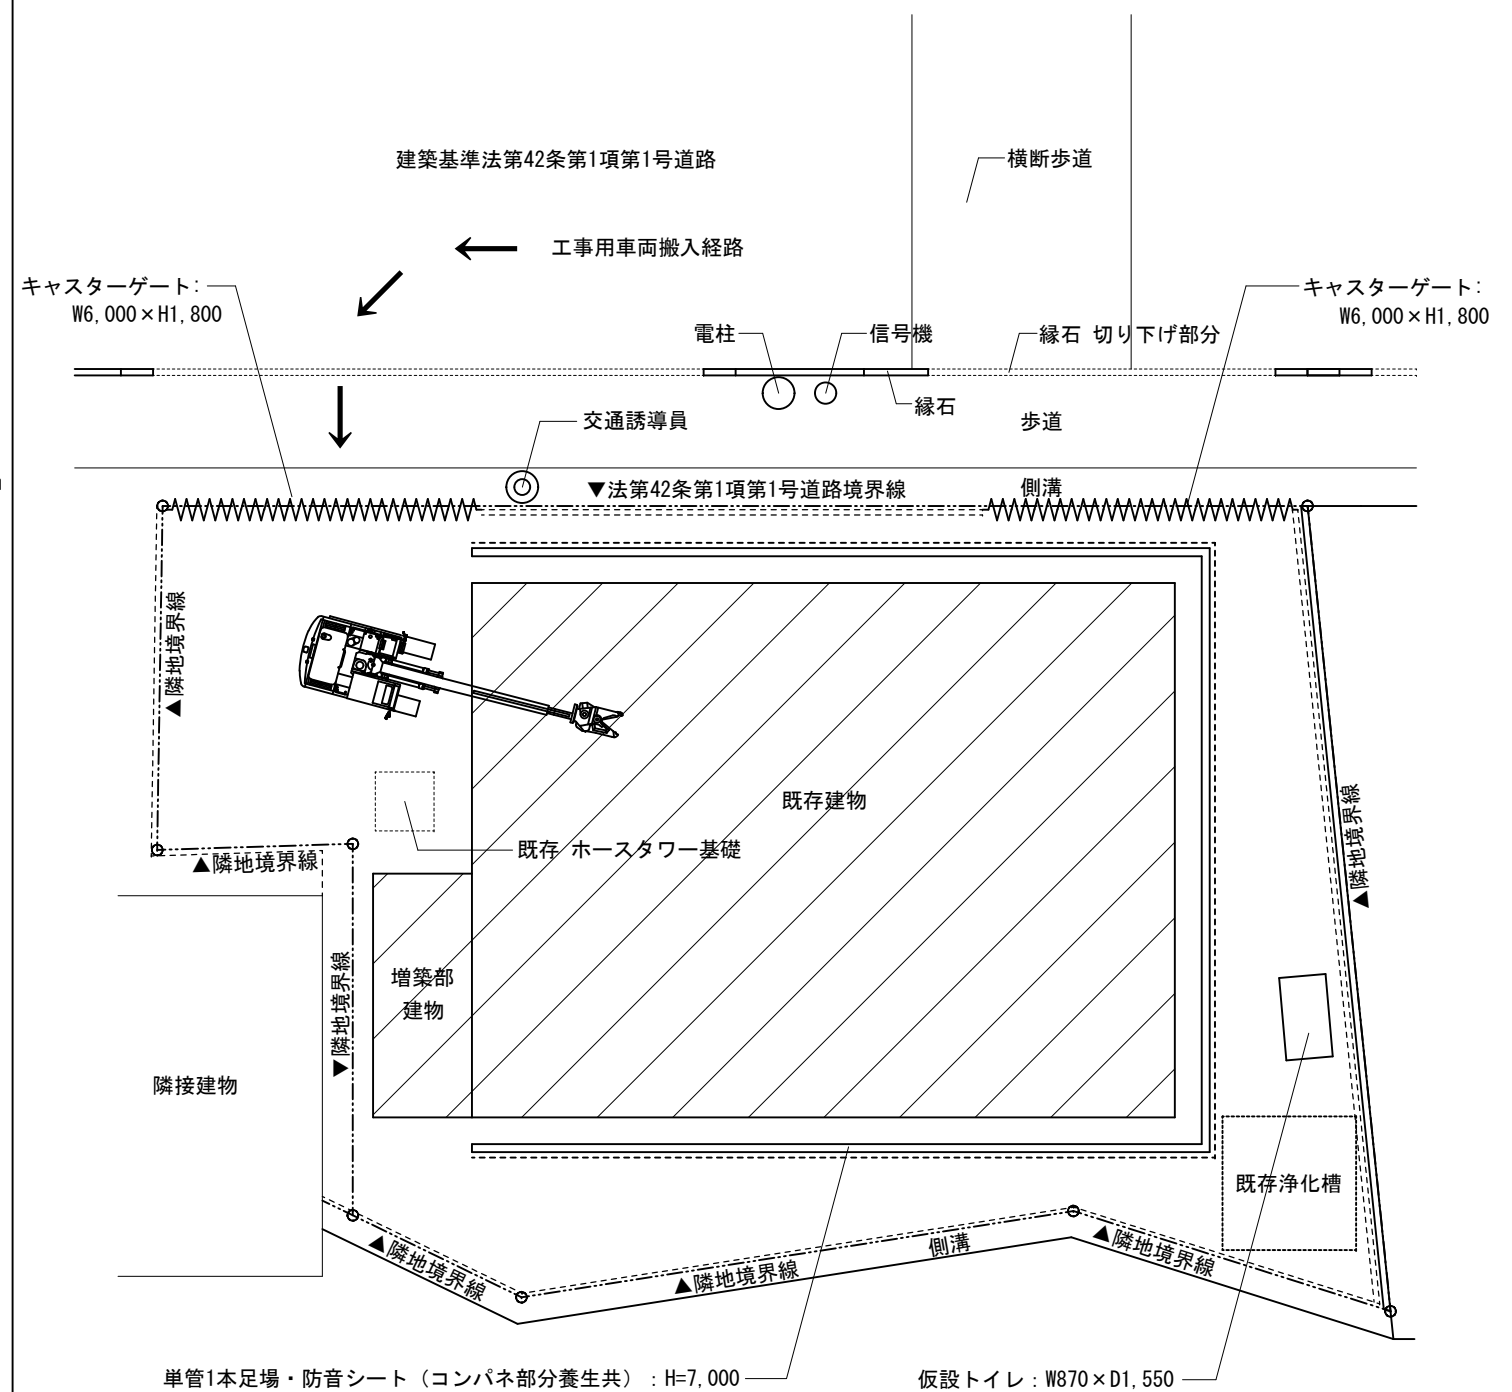 建築基準法第42条第1項第1号道路
横断歩道
工事用車両搬入経路
キャスターゲート:
W6,000×H1,800
キャスターゲート:
W6,000×H1,800
電柱
信号機
縁石 切り下げ部分
縁石
交通誘導員
歩道
▼法第42条第1項第1号道路境界線
側溝
▲隣地境界線
既存建物
▲隣地境界線
既存 ホースタワー基礎
▲隣地境界線
増築部
建物
▼隣地境界線
隣接建物
既存浄化槽
▲隣地境界線
▲隣地境界線
側溝
▲隣地境界線
単管1本足場・防音シート（コンパネ部分養生共）：H=7,000
仮設トイレ：W870×D1,550